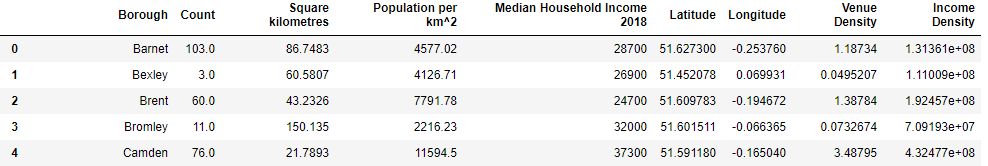 Borough Count Square kilometres Population per km^2 Median Household Income 2018 Latitude Longitude Venue Density Income Density
0 Barnet 103.0 86.7483 4577.02 28700 51.627300 -0.253760 1.18734 1.31361e+08
1 Bexley 3.0 60.5807 4126.71 26900 51.452078 0.069931 0.0495207 1.11009e+08
2 Brent 60.0 43.2326 7791.78 24700 51.609783 -0.194672 1.38784 1.92457e+08
3 Bromley 11.0 150.135 2216.23 32000 51.601511 -0.066365 0.0732674 7.09193e+07
4 Camden 76.0 21.7893 11594.5 37300 51.591180 -0.165040 3.48795 4.32477e+08